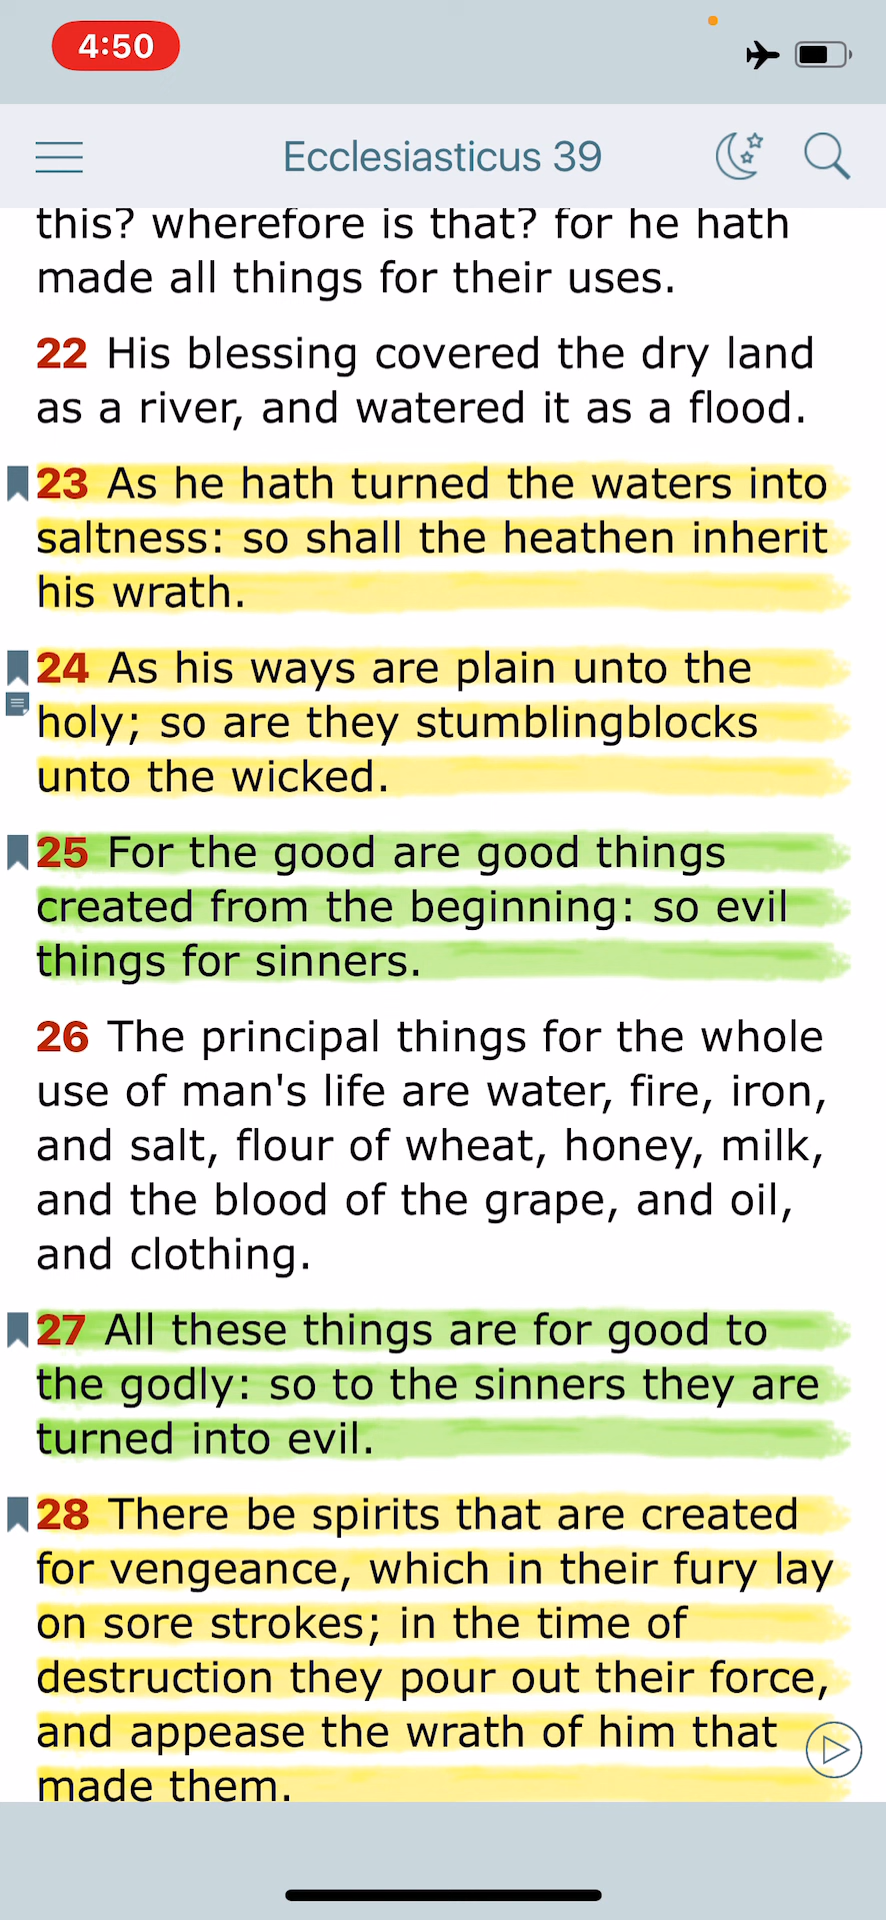 4:50
Ecclesiasticus 39
this? wherefore is that? for he hath
made all things for their uses.
22 His blessing covered the dry land
as a river, and watered it as a flood.
23 As he hath turned the waters into
saltness: so shall the heathen inherit
his wrath.
24 As his ways are plain unto the
holy; so are they stumblingblocks
unto the wicked.
25 For the good are good things
created from the beginning: so evil
things for sinners.
26 The principal things for the whole
use of man's life are water, fire, iron,
and salt, flour of wheat, honey, milk,
and the blood of the grape, and oil,
and clothing.
27 All these things are for good to
the godly: so to the sinners they are
turned into evil.
28 There be spirits that are created
for vengeance, which in their fury lay
on sore strokes; in the time of
destruction they pour out their force,
and appease the wrath of him that
made them.